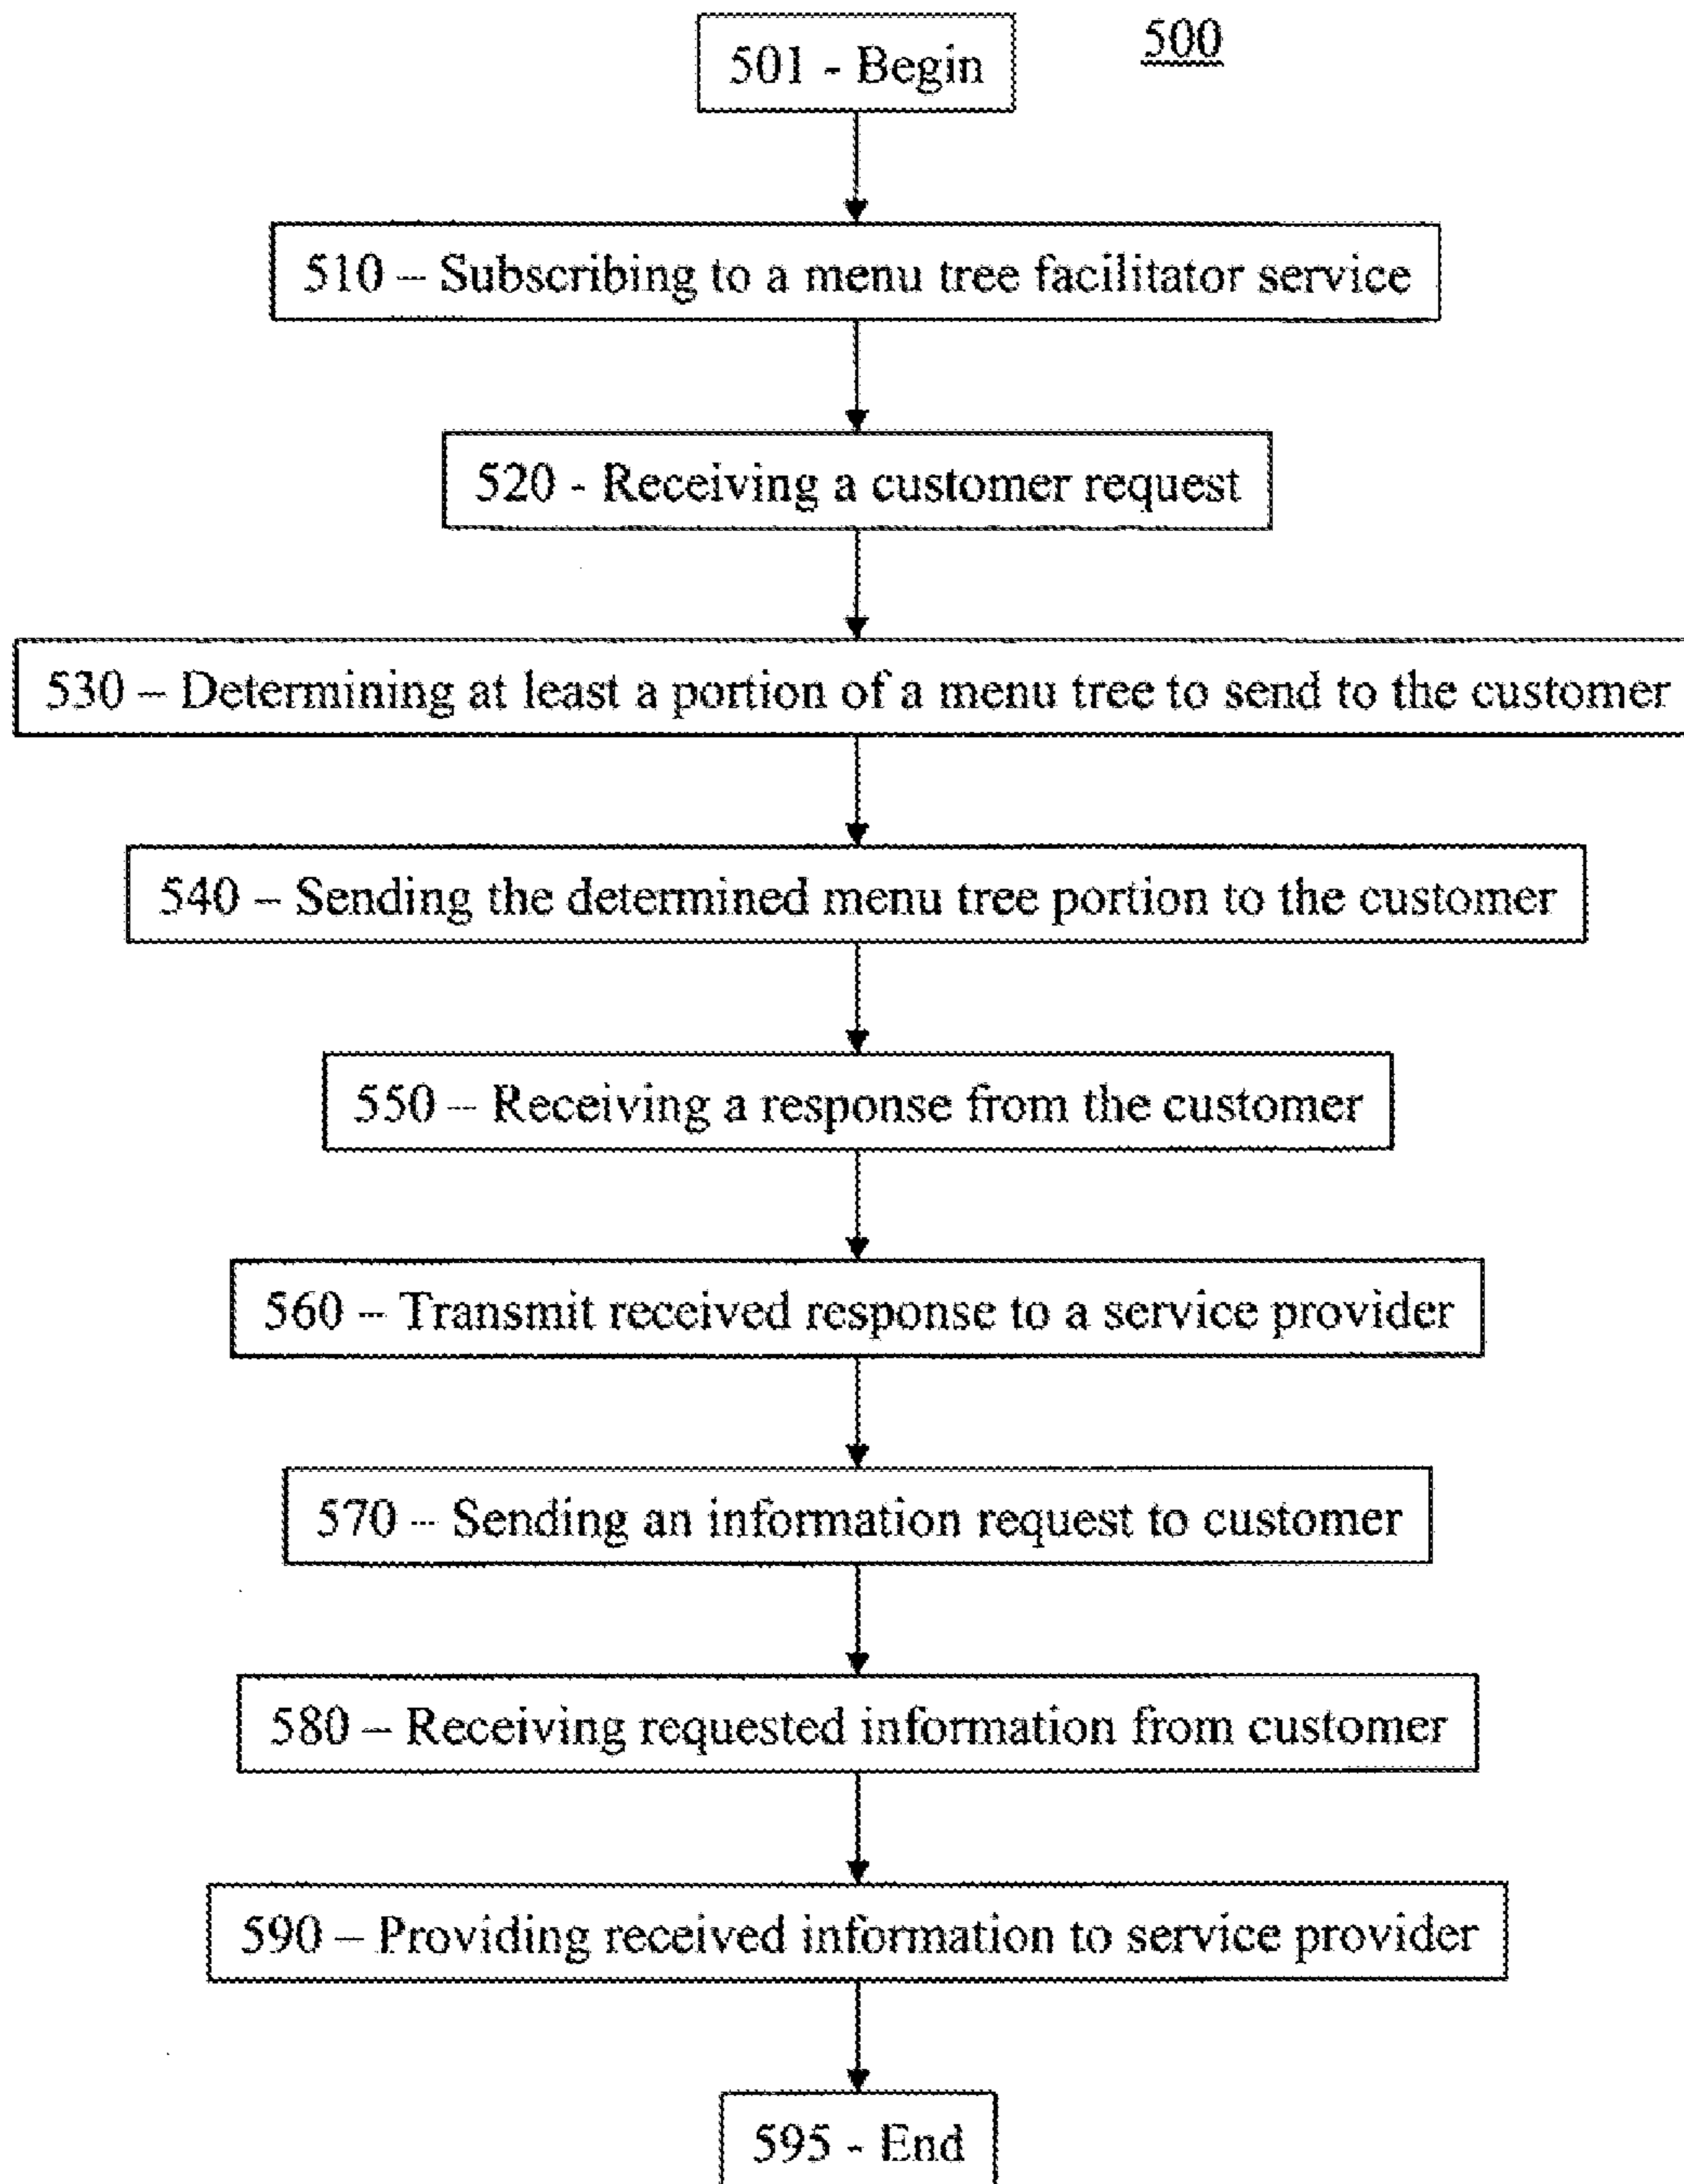 501 - Begin
500
510 – Subscribing to a menu tree facilitator service
520 - Receiving a customer request
530 – Determining at least a portion of a menu tree to send to the customer
540 – Sending the determined menu tree portion to the customer
550 – Receiving a response from the customer
560 – Transmit received response to a service provider
570 – Sending an information request to customer
580 – Receiving requested information from customer
590 – Providing received information to service provider
595 - End